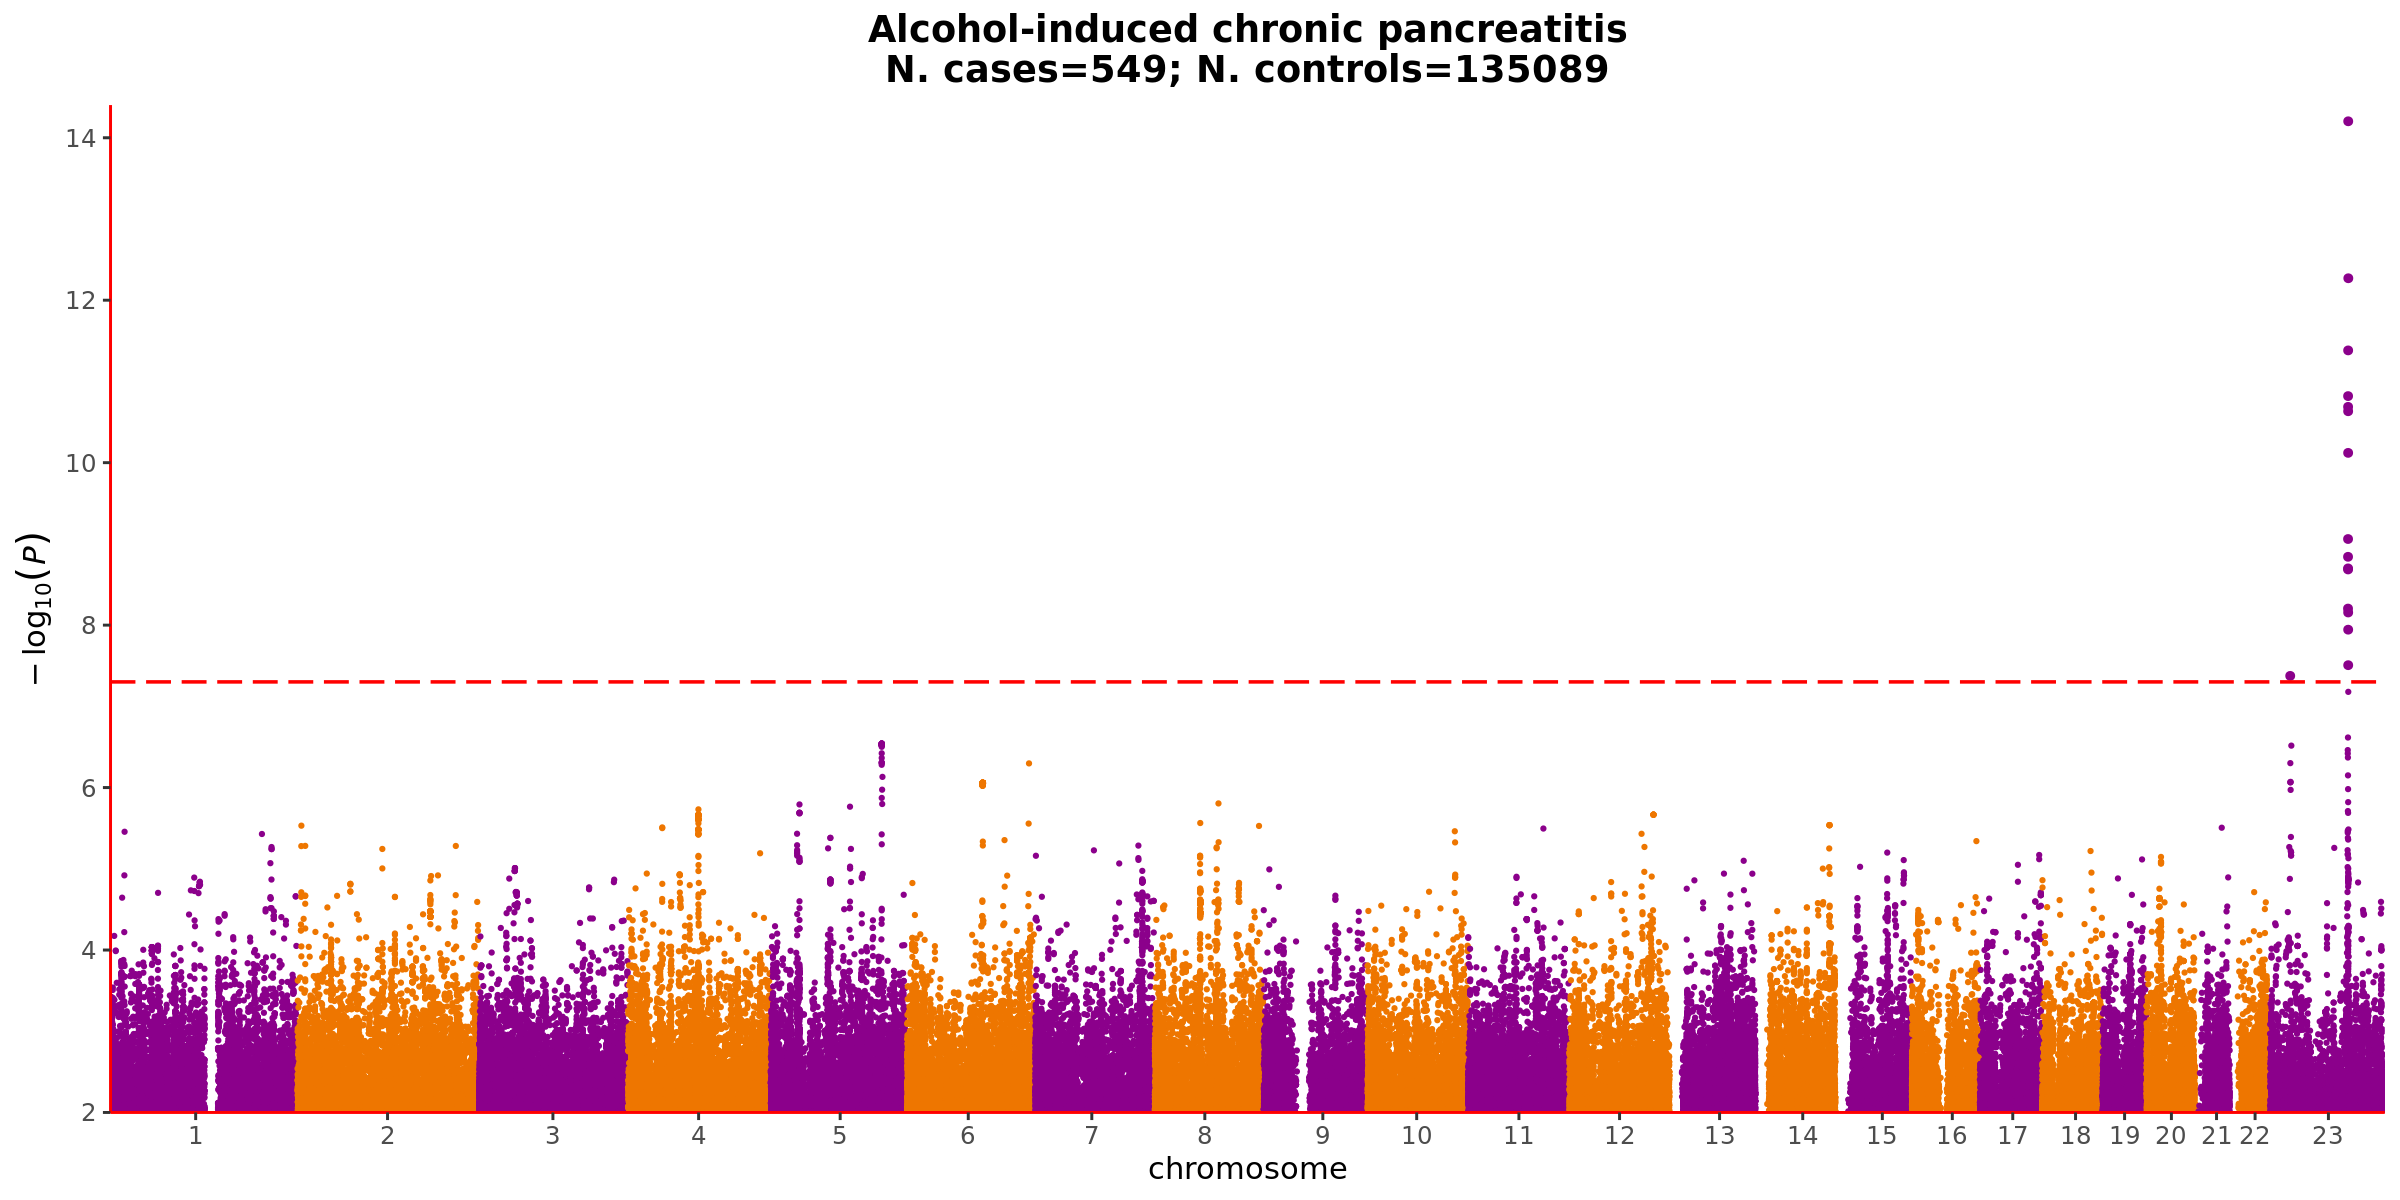 Alcohol-induced chronic pancreatitis
N. cases=549; N. controls=135089
14
12
10
8
6
4
2
−log10(P)
1 2 3 4 5 6 7 8 9 10 11 12 13 14 15 16 17 18 19 20 21 22 23
chromosome